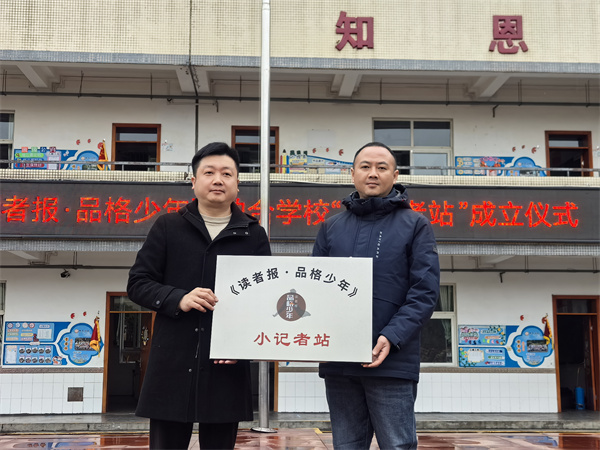 知 恩
者报·品格少年
学校“
站”成立仪式
《读者报·品格少年》
品格少年
小记者站